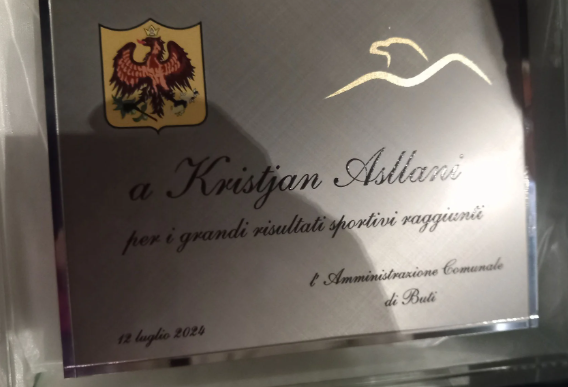 a Kristjan Asllani
per i grandi risultati sportivi raggiunti
l' Amministrazione Comunale
di Buti
12 luglio 2024